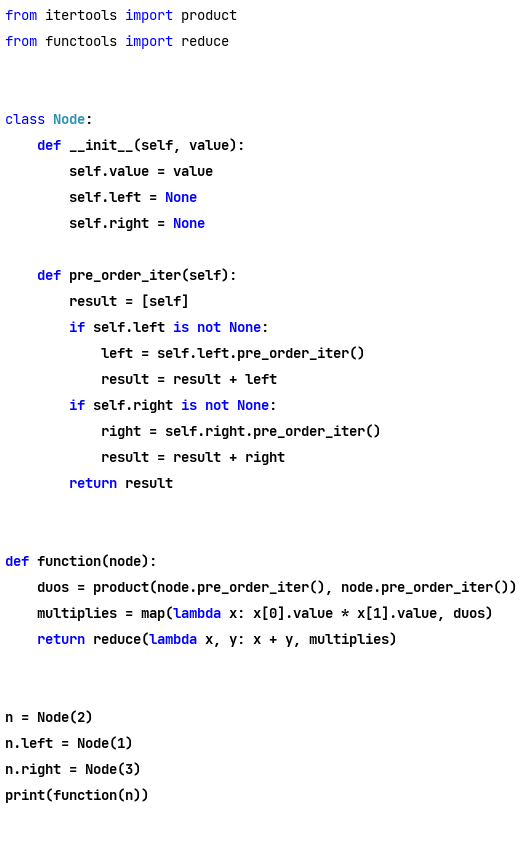 from itertools import product
from functools import reduce
class Node:
    def __init__(self, value):
        self.value = value
        self.left = None
        self.right = None
    def pre_order_iter(self):
        result = [self]
        if self.left is not None:
            left = self.left.pre_order_iter()
            result = result + left
        if self.right is not None:
            right = self.right.pre_order_iter()
            result = result + right
        return result
def function(node):
    duos = product(node.pre_order_iter(), node.pre_order_iter())
    multiplies = map(lambda x: x[0].value * x[1].value, duos)
    return reduce(lambda x, y: x + y, multiplies)
n = Node(2)
n.left = Node(1)
n.right = Node(3)
print(function(n))